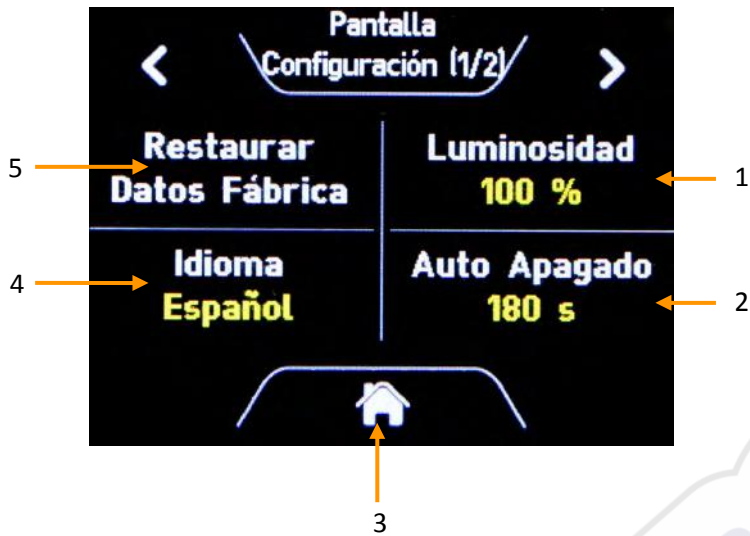 Pantalla
Configuración (1/2)
Restaurar
Datos Fábrica
Luminosidad
100 %
Idioma
Español
Auto Apagado
180 s
5
1
4
2
3